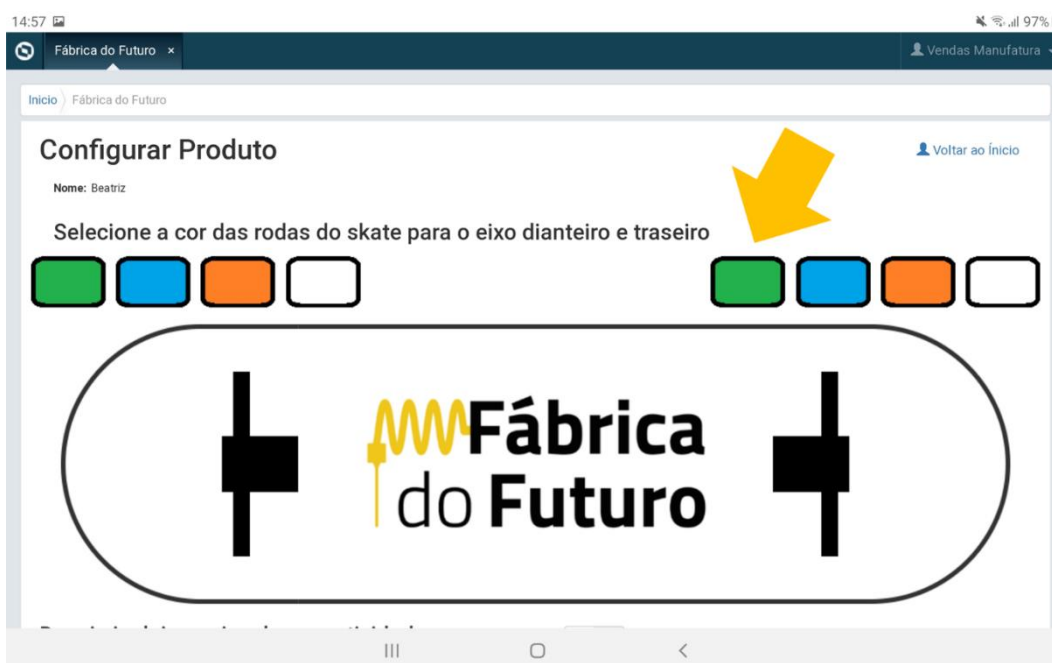 14:57
97%
Fábrica do Futuro ×
Vendas Manufatura
Inicio
Fábrica do Futuro
Configurar Produto
Voltar ao Ínicio
Nome: Beatriz
Selecione a cor das rodas do skate para o eixo dianteiro e traseiro
Fábrica
do Futuro